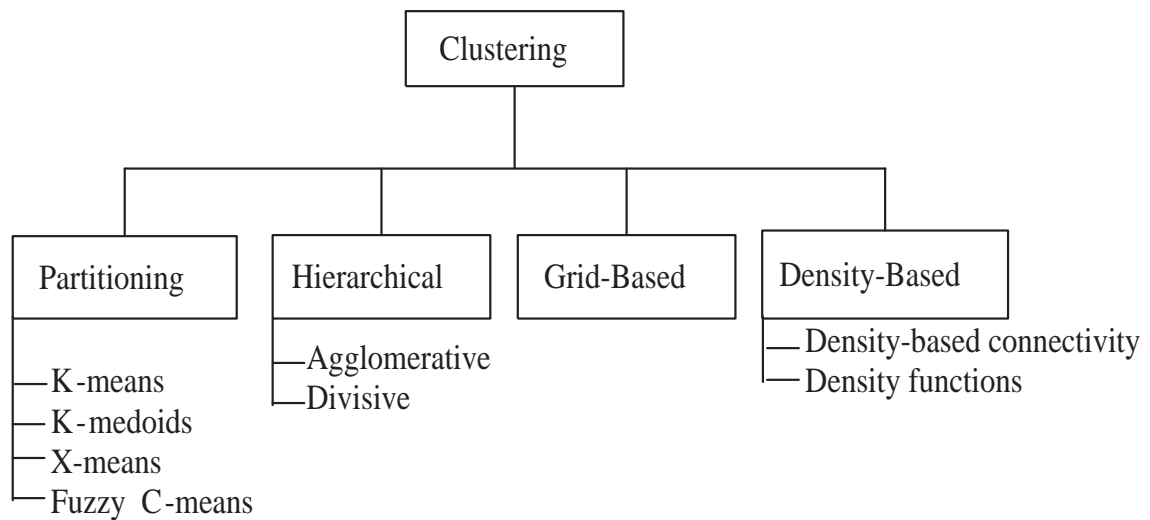 Clustering
Partitioning
Hierarchical
Grid-Based
Density-Based
K-means
K-medoids
X-means
Fuzzy C-means
Agglomerative
Divisive
Density-based connectivity
Density functions